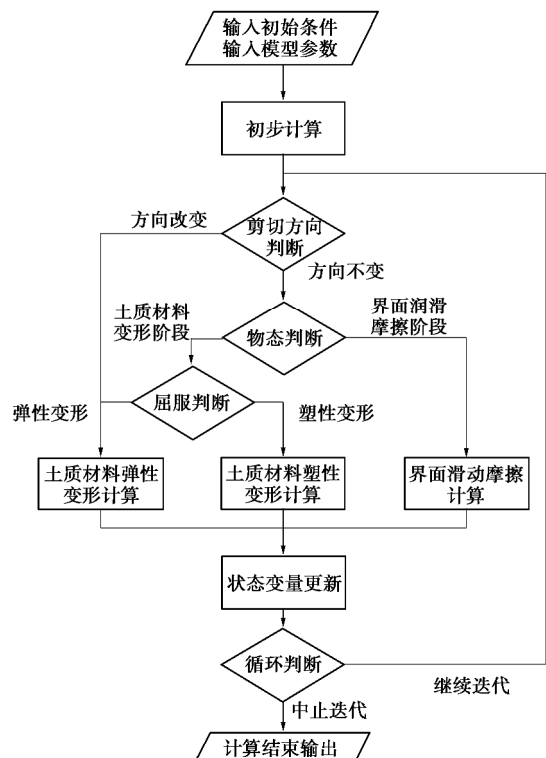 输入初始条件
输入模型参数
初步计算
方向改变
剪切方向
判断
方向不变
土质材料
变形阶段
物态判断
界面润滑
摩擦阶段
弹性变形
屈服判断
塑性变形
土质材料弹性
变形计算
土质材料塑性
变形计算
界面滑动摩擦
计算
状态变量更新
循环判断
继续迭代
中止迭代
计算结束输出